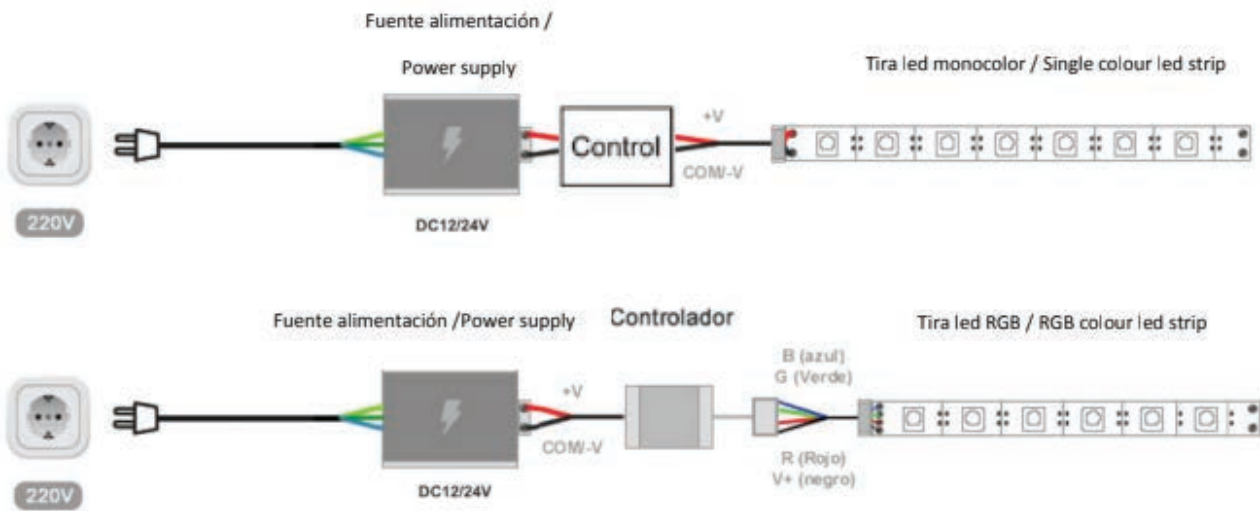 Fuente alimentación /
Power supply
Tira led monocolor / Single colour led strip
Control
+V
COM/-V
220V
DC12/24V
Fuente alimentación /Power supply
Controlador
Tira led RGB / RGB colour led strip
B (azul)
G (Verde)
+V
COM/-V
R (Rojo)
V+ (negro)
220V
DC12/24V